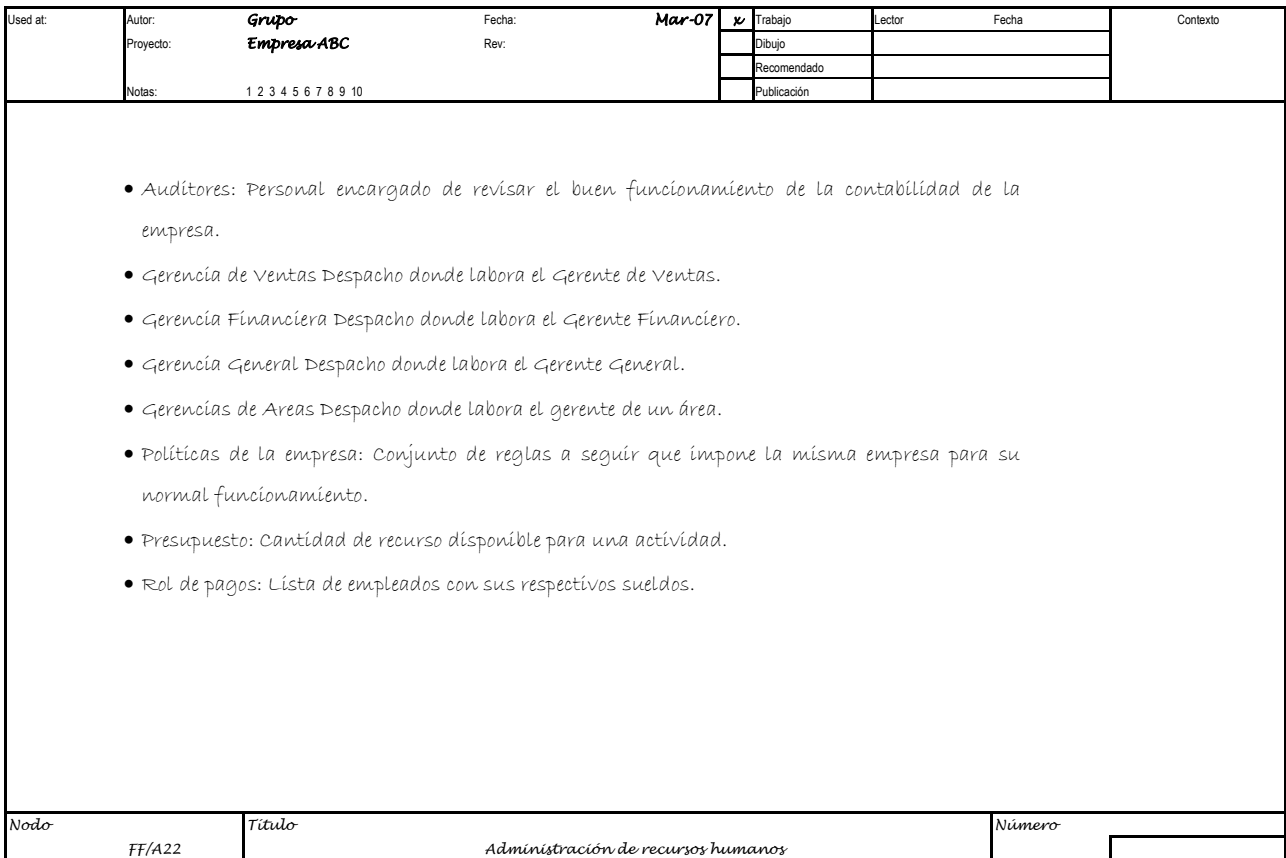 Used at: Autor: Grupo Fecha: Mar-07 x Trabajo Lector Fecha Contexto
Proyecto: Empresa ABC Rev: Dibujo
Recomendado
Notas: 1 2 3 4 5 6 7 8 9 10 Publicación
• Auditores: Personal encargado de revisar el buen funcionamiento de la contabilidad de la
empresa.
• Gerencia de Ventas Despacho donde labora el Gerente de Ventas.
• Gerencia Financiera Despacho donde labora el Gerente Financiero.
• Gerencia General Despacho donde labora el Gerente General.
• Gerencias de Areas Despacho donde labora el gerente de un área.
• Políticas de la empresa: Conjunto de reglas a seguir que impone la misma empresa para su
normal funcionamiento.
• Presupuesto: Cantidad de recurso disponible para una actividad.
• Rol de pagos: Lista de empleados con sus respectivos sueldos.
Nodo Título Número
FF/A22 Administración de recursos humanos